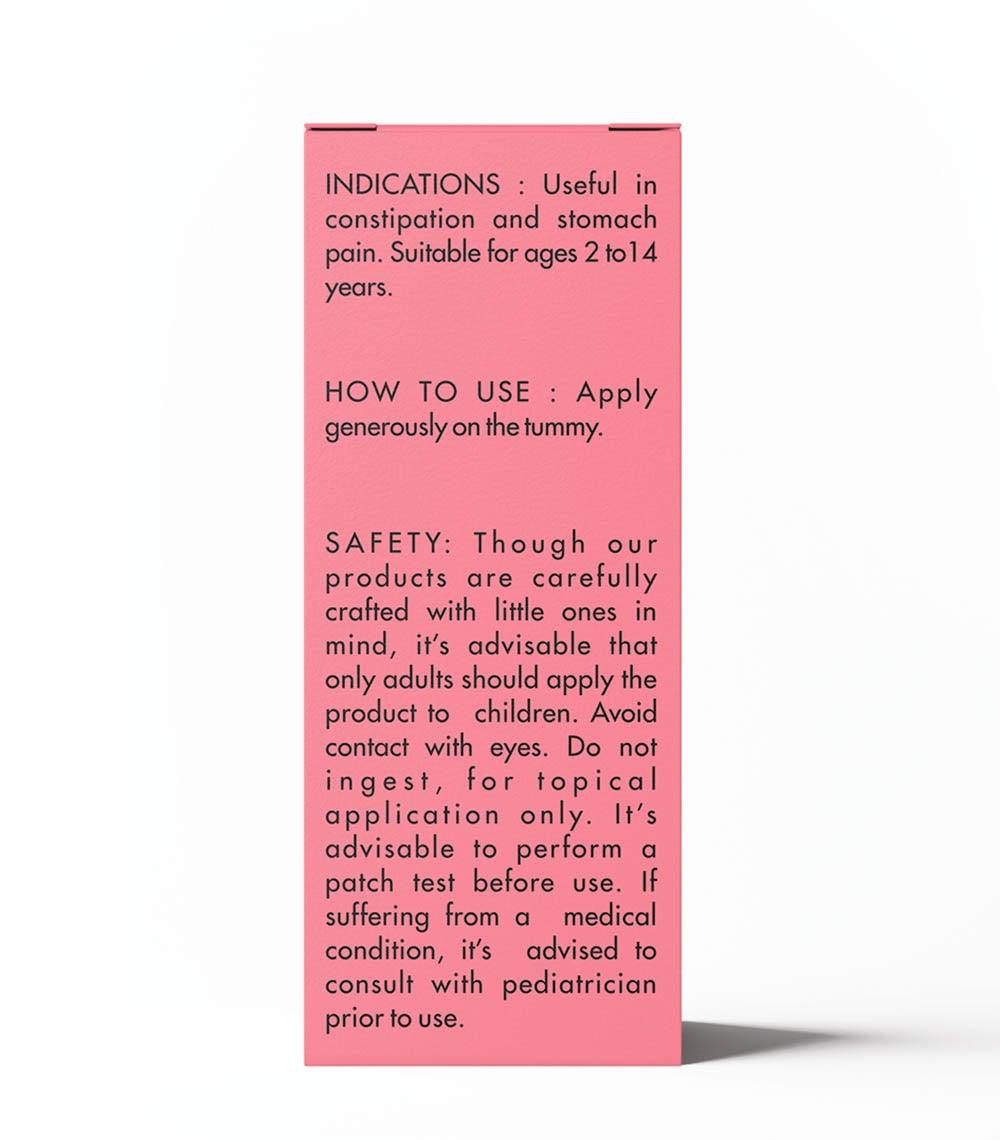 INDICATIONS : Useful in
constipation and stomach
pain. Suitable for ages 2 to14
years.
HOW TO USE : Apply
generously on the tummy.
SAFETY: Though our
products are carefully
crafted with little ones in
mind, it's advisable that
only adults should apply the
product to children. Avoid
contact with eyes. Do not
ingest, for topical
application only. It's
advisable to perform a
patch test before use. If
suffering from a medical
condition, it's advised to
consult with pediatrician
prior to use.